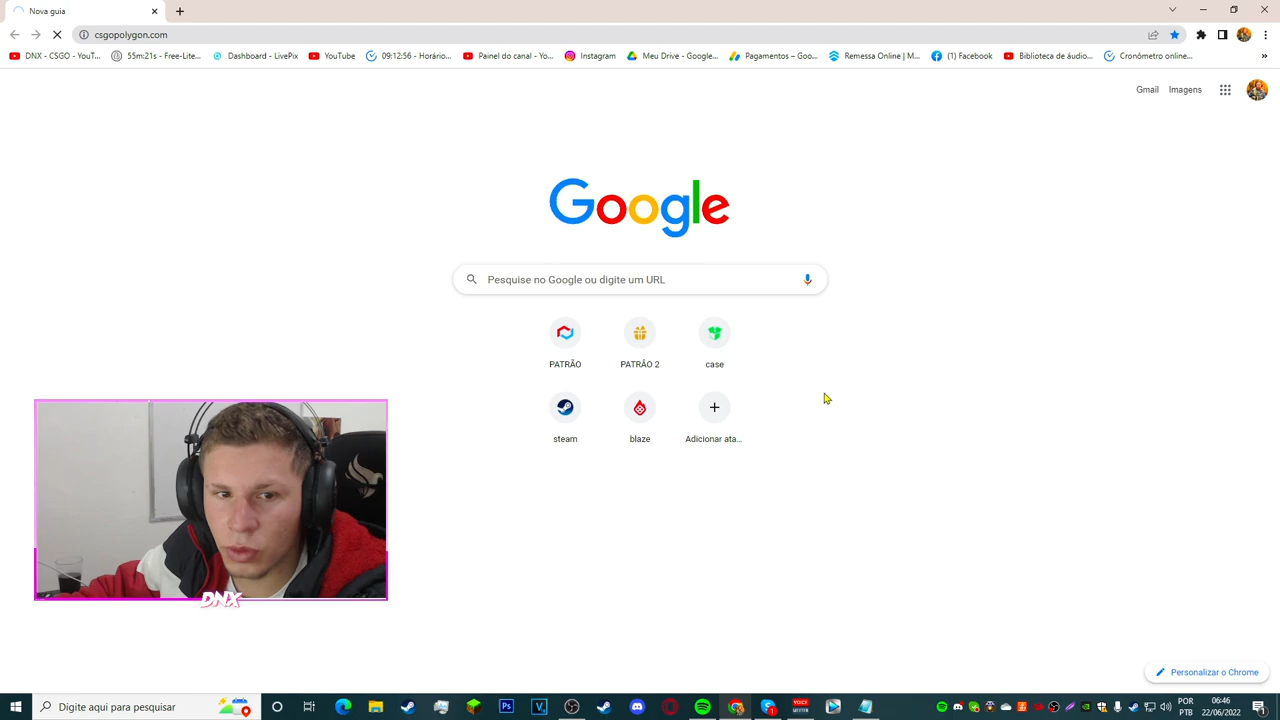 Nova guia
csgopolygon.com
DNX - CSGO - YouT...
55m:21s - Free-Lite...
Dashboard - LivePix
YouTube
09:12:56 - Horário...
Painel do canal - Yo...
Instagram
Meu Drive - Google...
Pagamentos – Goo...
Remessa Online | M...
(1) Facebook
Biblioteca de áudio...
Cronômetro online...
»
Gmail
Imagens
Google
Pesquise no Google ou digite um URL
PATRÃO
PATRÃO 2
case
steam
blaze
Adicionar ata...
DNX
Personalizar o Chrome
Digite aqui para pesquisar
Ps
V
VOICE
MEETER
POR
PTB
06:46
22/06/2022